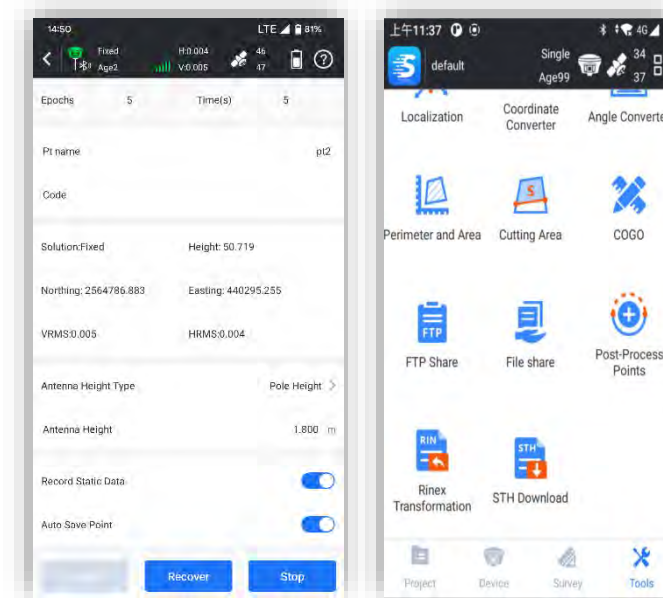 14:50
LTE 81%
Fixed
H:0.004
46
Age2
V:0.005
47
Epochs 5 Time(s) 5
Pt name pt2
Code
Solution:Fixed Height: 50.719
Northing: 2564786.883 Easting: 440295.255
VRMS:0.005 HRMS:0.004
Antenna Height Type Pole Height >
Antenna Height 1.800 m
Record Static Data
Auto Save Point
Recover Stop
上午11:37
4G
default
Single
34
Age99
37
Localization
Coordinate
Converter
Angle Converte
Perimeter and Area
S
Cutting Area
COGO
FTP
FTP Share
File share
Post-Process
Points
RIN
Rinex
Transformation
STH
STH Download
Project Device Survey Tools